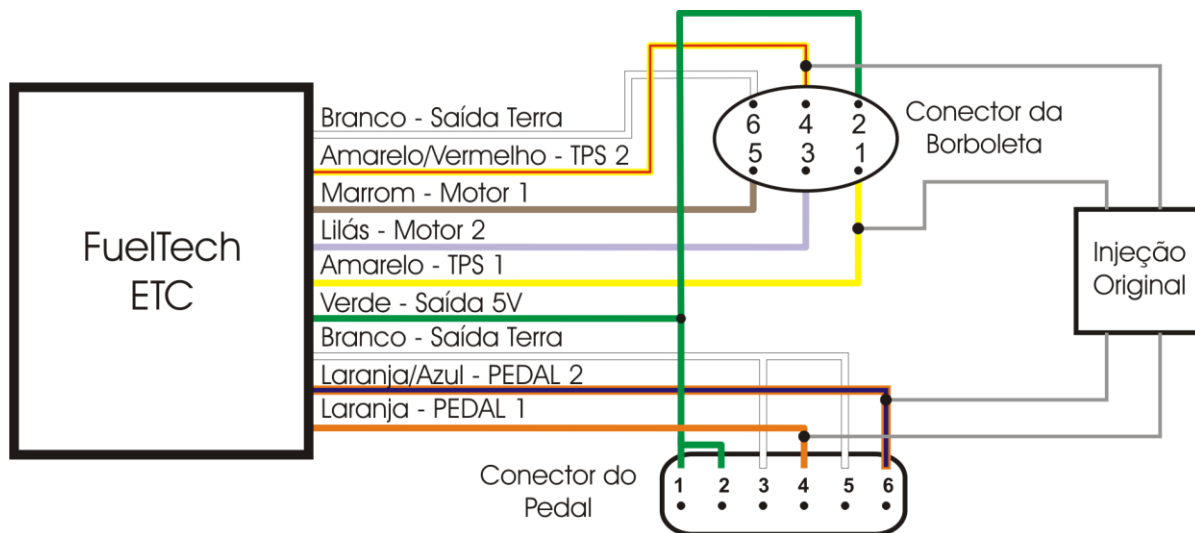 Branco - Saída Terra
Amarelo/Vermelho - TPS 2
Marrom - Motor 1
Lilás - Motor 2
Amarelo - TPS 1
Verde - Saída 5V
Branco - Saída Terra
Laranja/Azul - PEDAL 2
Laranja - PEDAL 1
FuelTech
ETC
6 4 2
5 3 1
Conector da
Borboleta
Injeção
Original
Conector do
Pedal
1 2 3 4 5 6